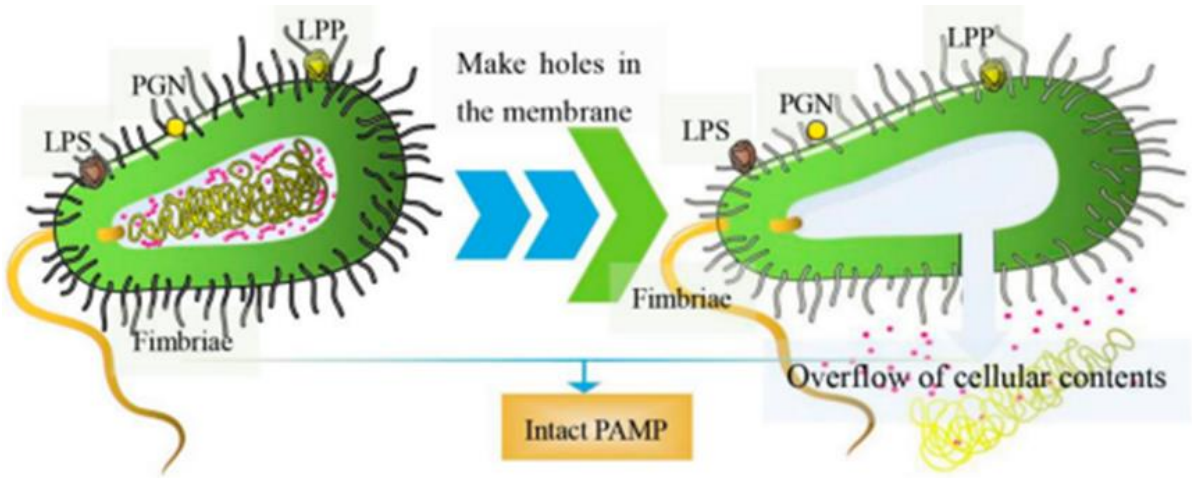 LPP
PGN
LPS
Fimbriae
Make holes in
the membrane
LPP
PGN
LPS
Fimbriae
Overflow of cellular contents
Intact PAMP